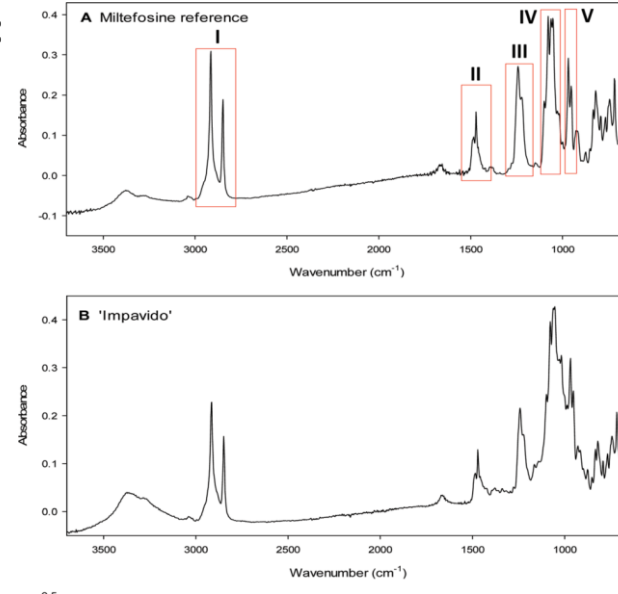 A Miltefosine reference
I
II
III
IV
V
0.4
0.3
0.2
0.1
0.0
-0.1
Absorbance
3500 3000 2500 2000 1500 1000
Wavenumber (cm-1)
B 'Impavido'
0.4
0.3
0.2
0.1
0.0
Absorbance
3500 3000 2500 2000 1500 1000
Wavenumber (cm-1)